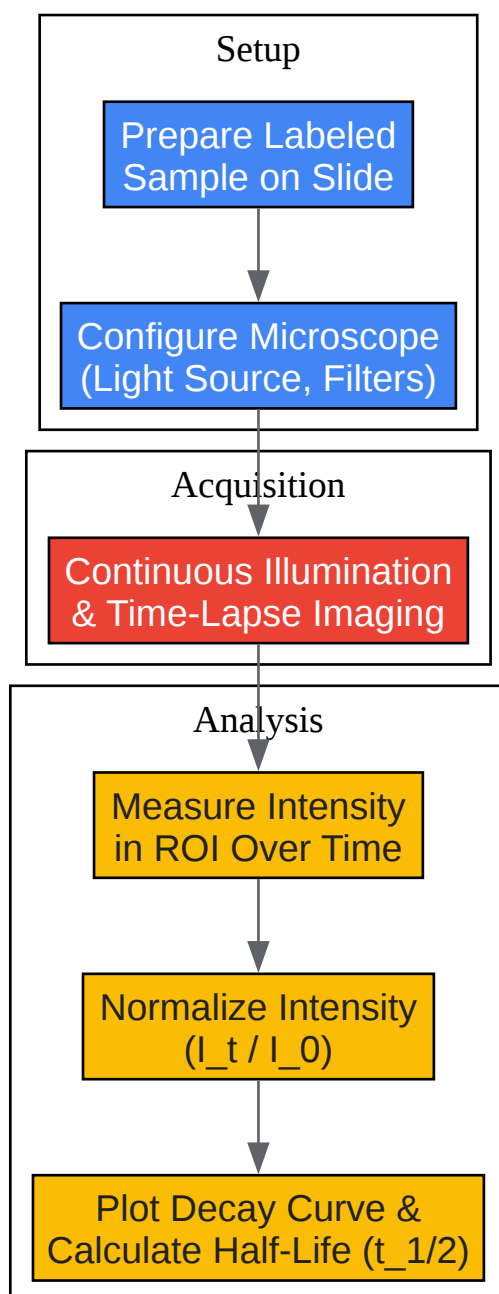 Setup
Prepare Labeled
Sample on Slide
Configure Microscope
(Light Source, Filters)
Acquisition
Continuous Illumination
& Time-Lapse Imaging
Analysis
Measure Intensity
in ROI Over Time
Normalize Intensity
(I_t / I_0)
Plot Decay Curve &
Calculate Half-Life (t_1/2)